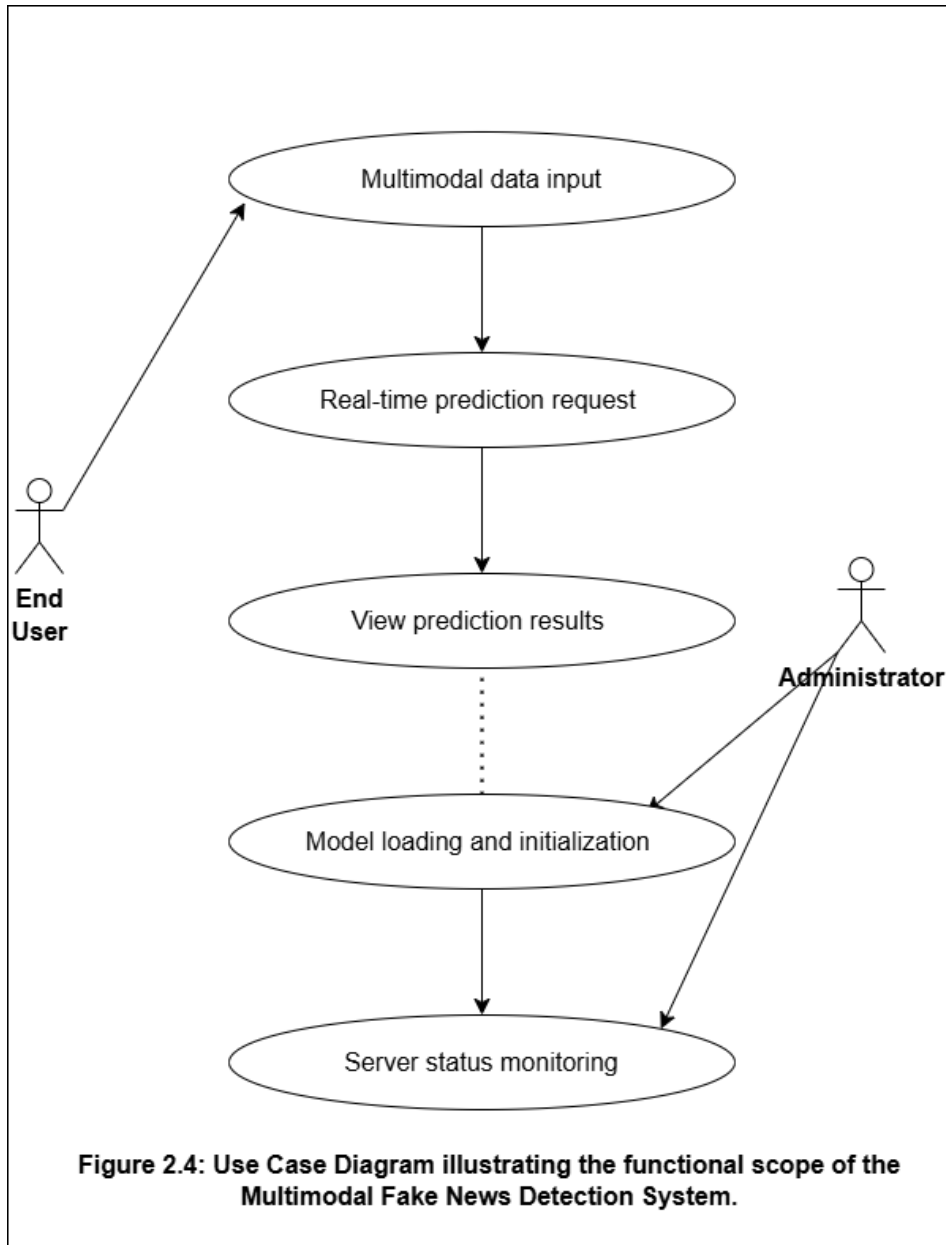 Multimodal data input
Real-time prediction request
End
User
View prediction results
Administrator
Model loading and initialization
Server status monitoring
Figure 2.4: Use Case Diagram illustrating the functional scope of the
Multimodal Fake News Detection System.